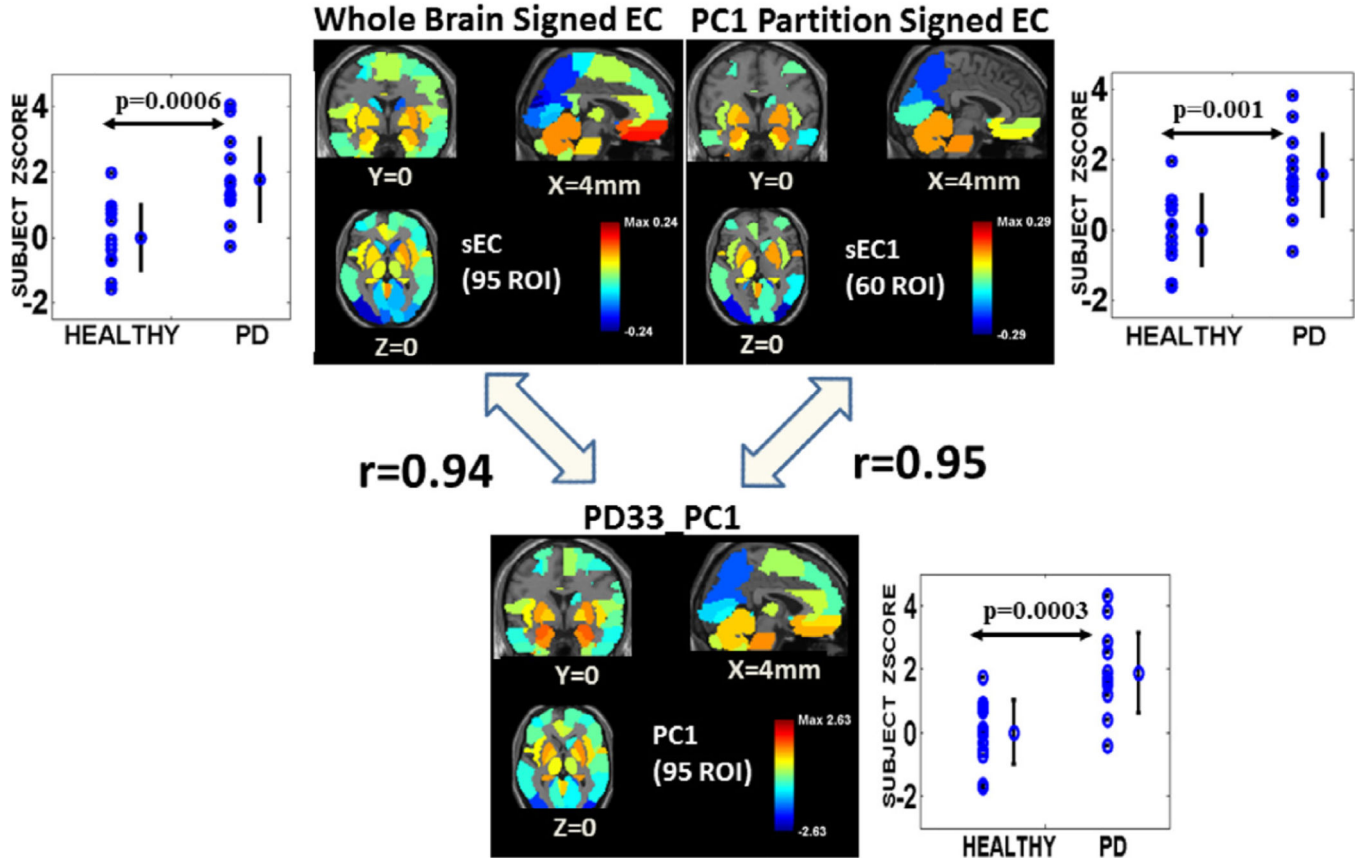 Whole Brain Signed EC
PC1 Partition Signed EC
SUBJECT ZSCORE
4
2
0
-2
p=0.0006
HEALTHY
PD
Y=0
X=4mm
sEC
(95 ROI)
Max 0.24
-0.24
Z=0
Y=0
X=4mm
sEC1
(60 ROI)
Max 0.29
-0.29
Z=0
SUBJECT ZSCORE
4
2
0
-2
p=0.001
HEALTHY
PD
r=0.94
r=0.95
PD33_PC1
Y=0
X=4mm
PC1
(95 ROI)
Max 2.63
-2.63
Z=0
SUBJECT ZSCORE
4
2
0
-2
p=0.0003
HEALTHY
PD